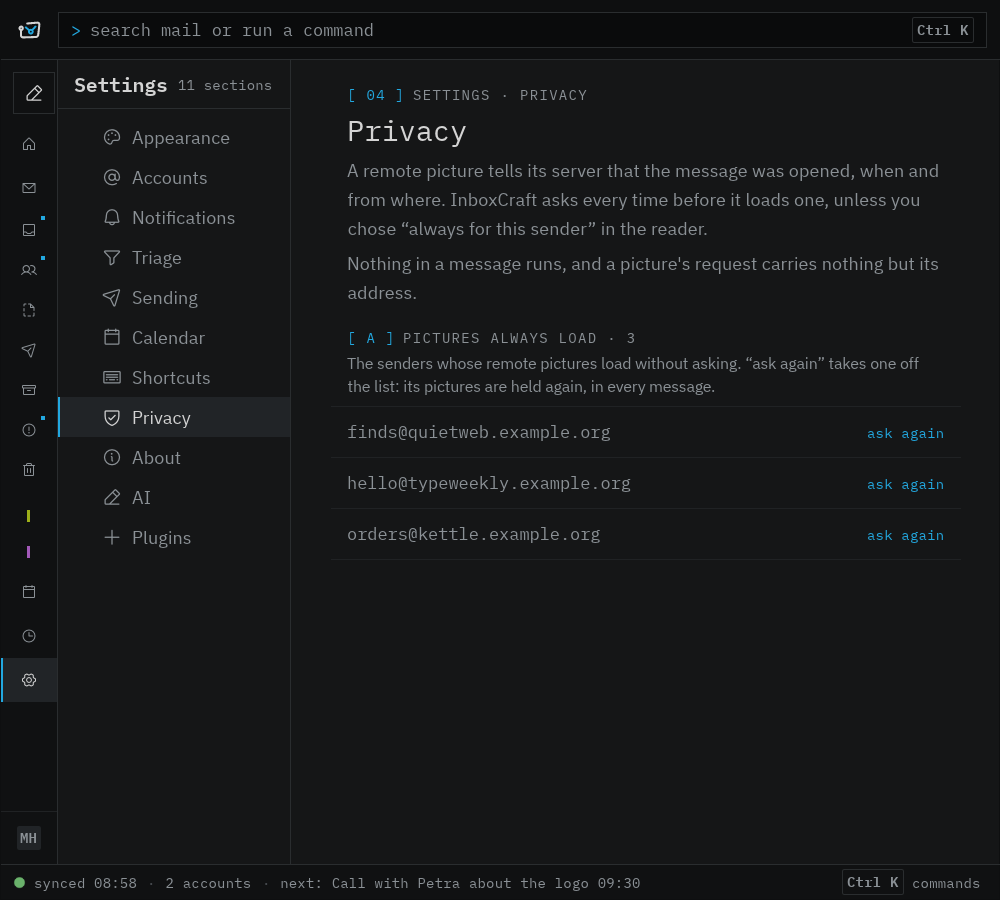 > search mail or run a command
Ctrl K
Settings 11 sections
Appearance
Accounts
Notifications
Triage
Sending
Calendar
Shortcuts
Privacy
About
AI
Plugins
[ 04 ] SETTINGS · PRIVACY
Privacy
A remote picture tells its server that the message was opened, when and
from where. InboxCraft asks every time before it loads one, unless you
chose “always for this sender” in the reader.
Nothing in a message runs, and a picture's request carries nothing but its
address.
[ A ] PICTURES ALWAYS LOAD · 3
The senders whose remote pictures load without asking. “ask again” takes one off
the list: its pictures are held again, in every message.
finds@quietweb.example.org ask again
hello@typeweekly.example.org ask again
orders@kettle.example.org ask again
MH
synced 08:58 · 2 accounts · next: Call with Petra about the logo 09:30
Ctrl K commands